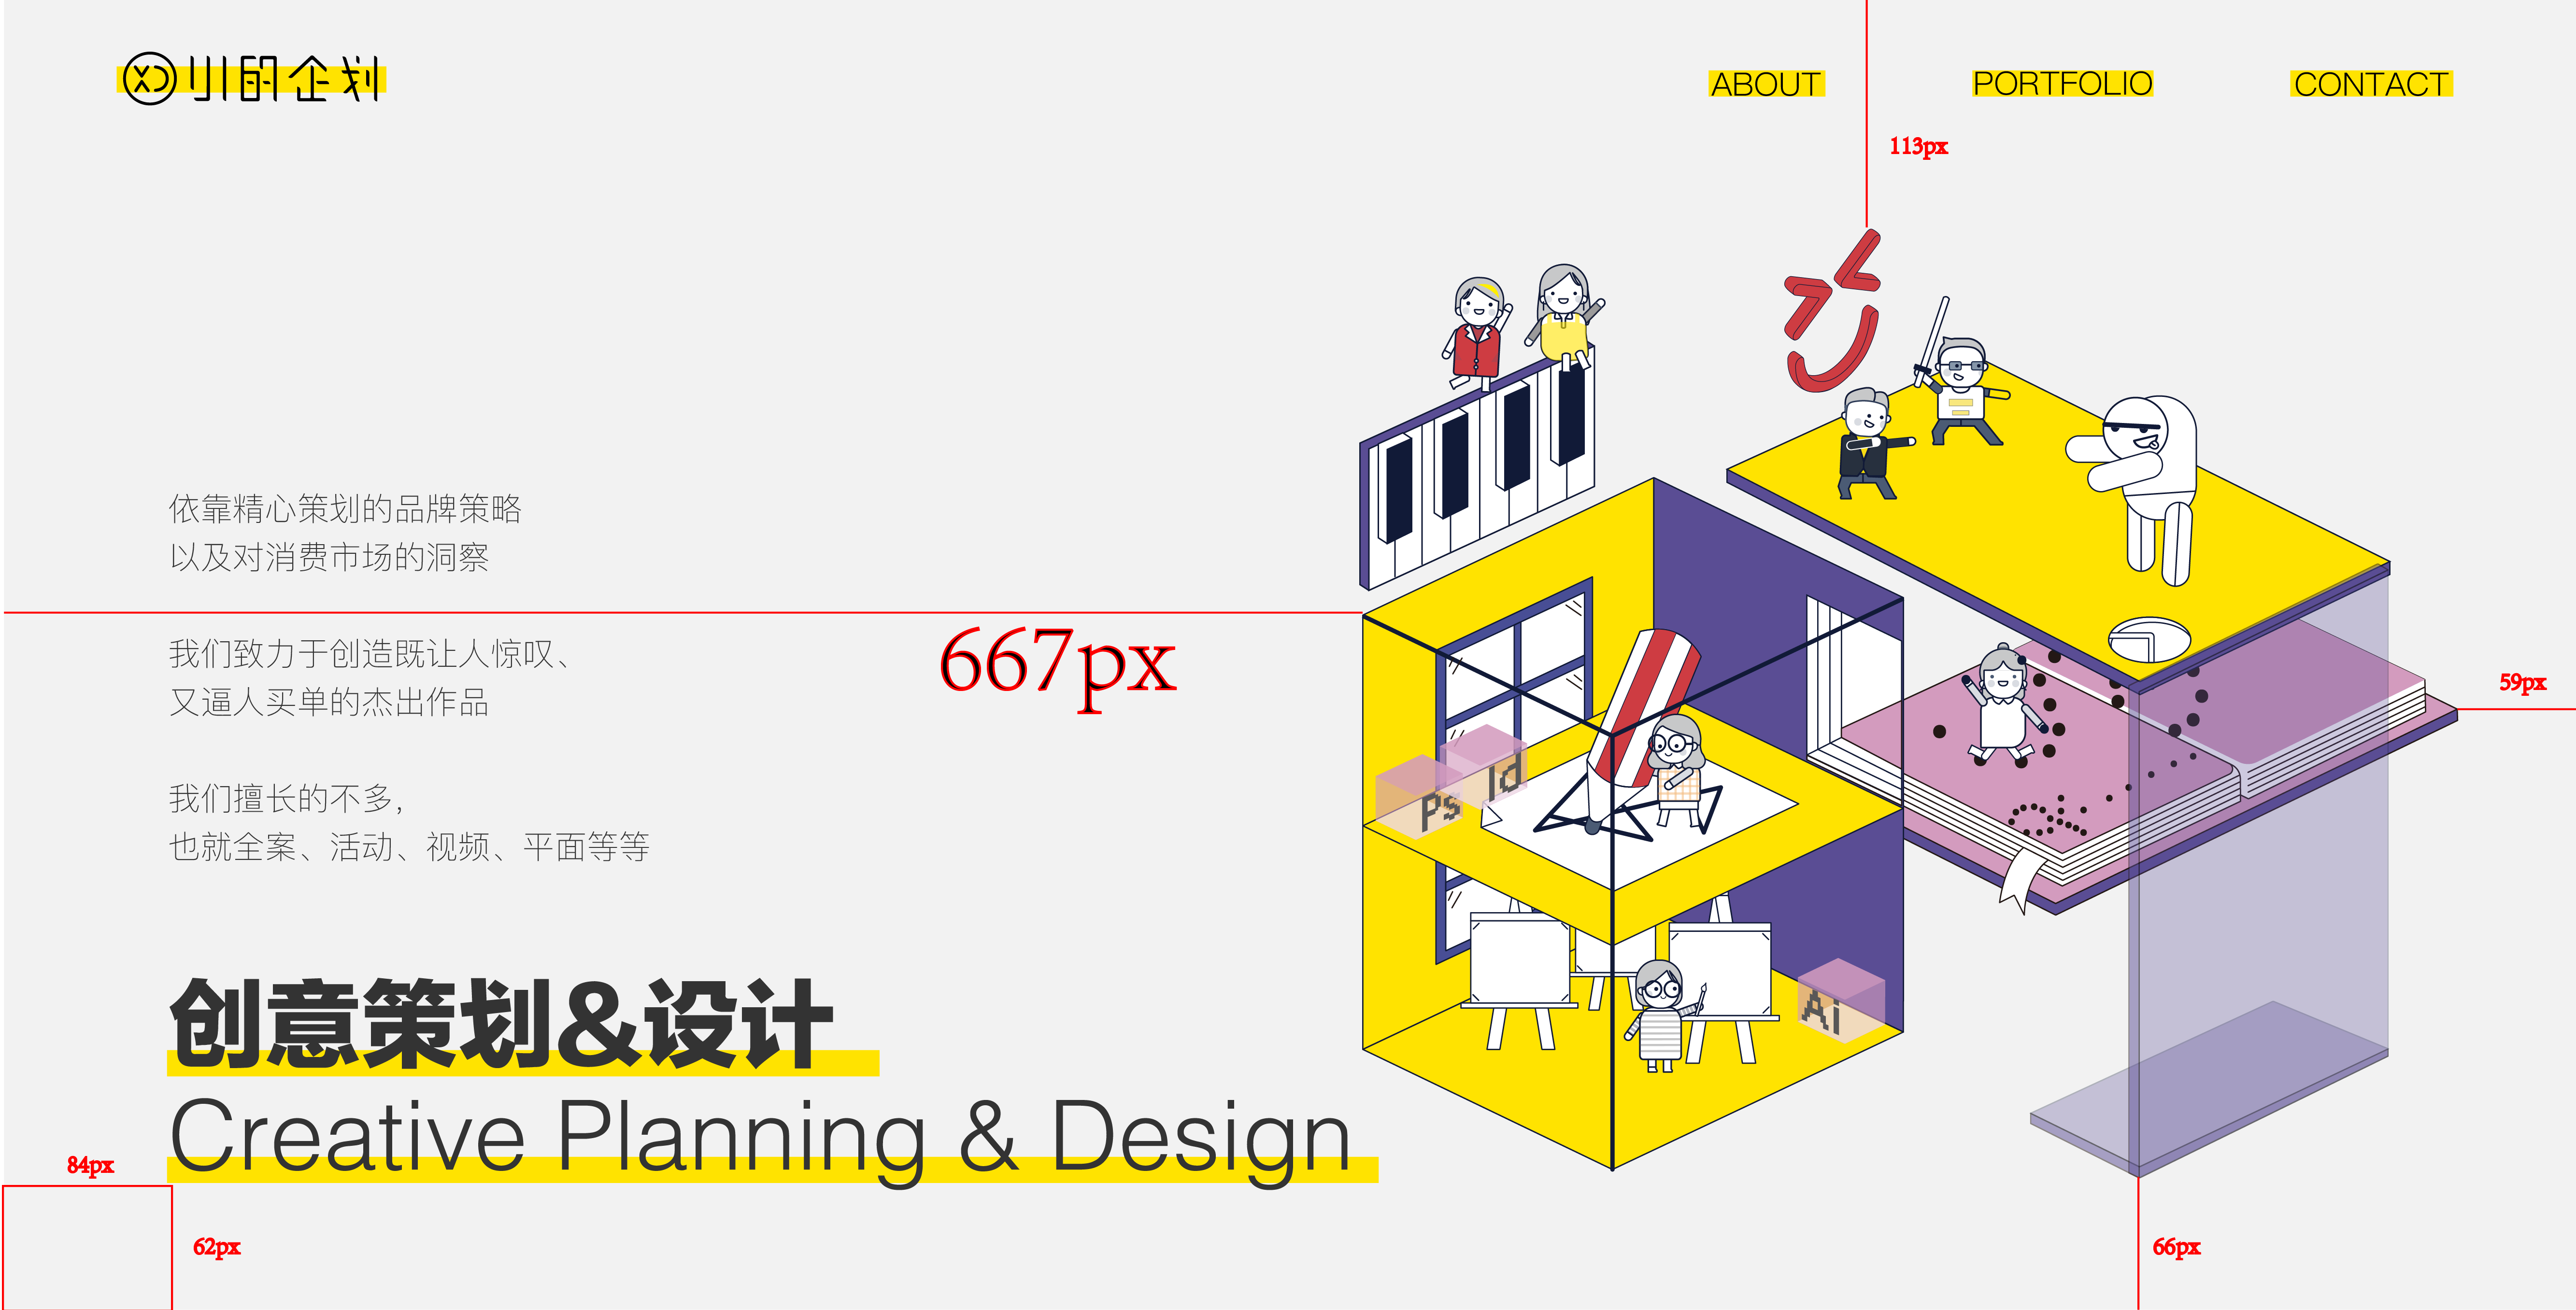 小的企划
ABOUT
PORTFOLIO
CONTACT
113px
依靠精心策划的品牌策略
以及对消费市场的洞察
667px
我们致力于创造既让人惊叹、
又逼人买单的杰出作品
59px
Ps
Id
我们擅长的不多，
也就全案、活动、视频、平面等等
Ai
创意策划&设计
Creative Planning & Design
84px
62px
66px